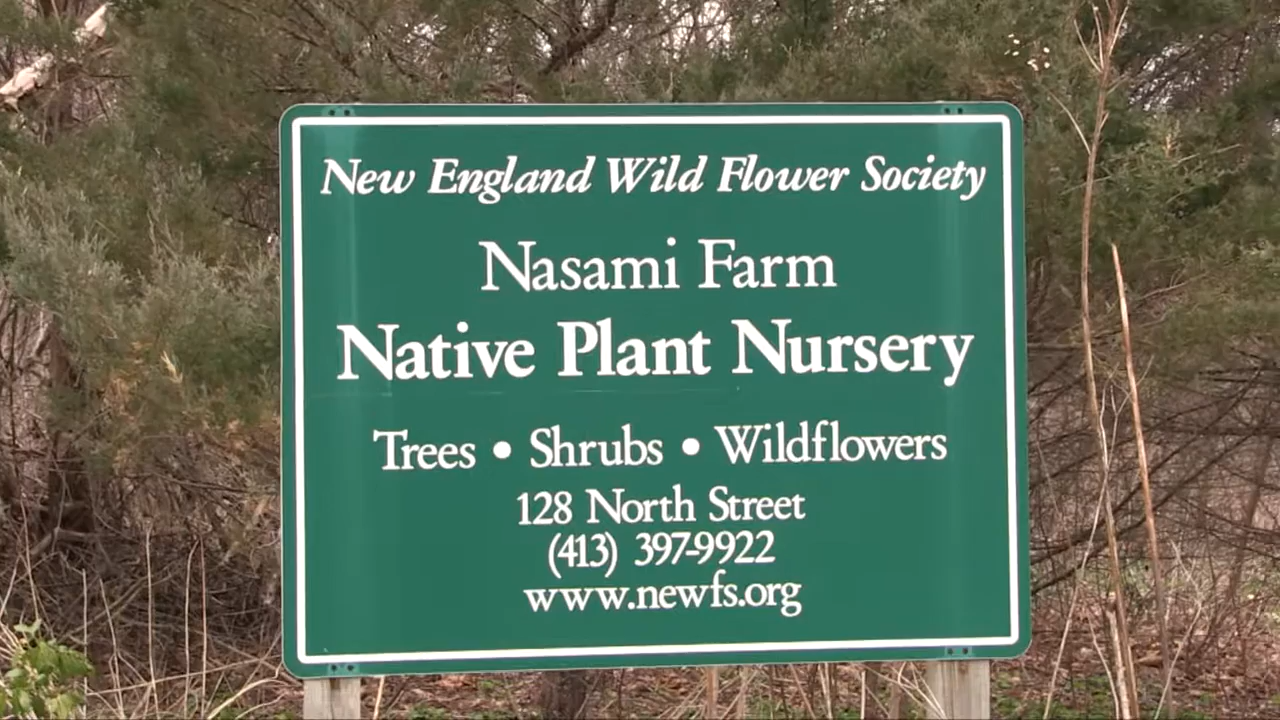 New England Wild Flower Society
Nasami Farm
Native Plant Nursery
Trees • Shrubs • Wildflowers
128 North Street
(413) 397-9922
www.newfs.org